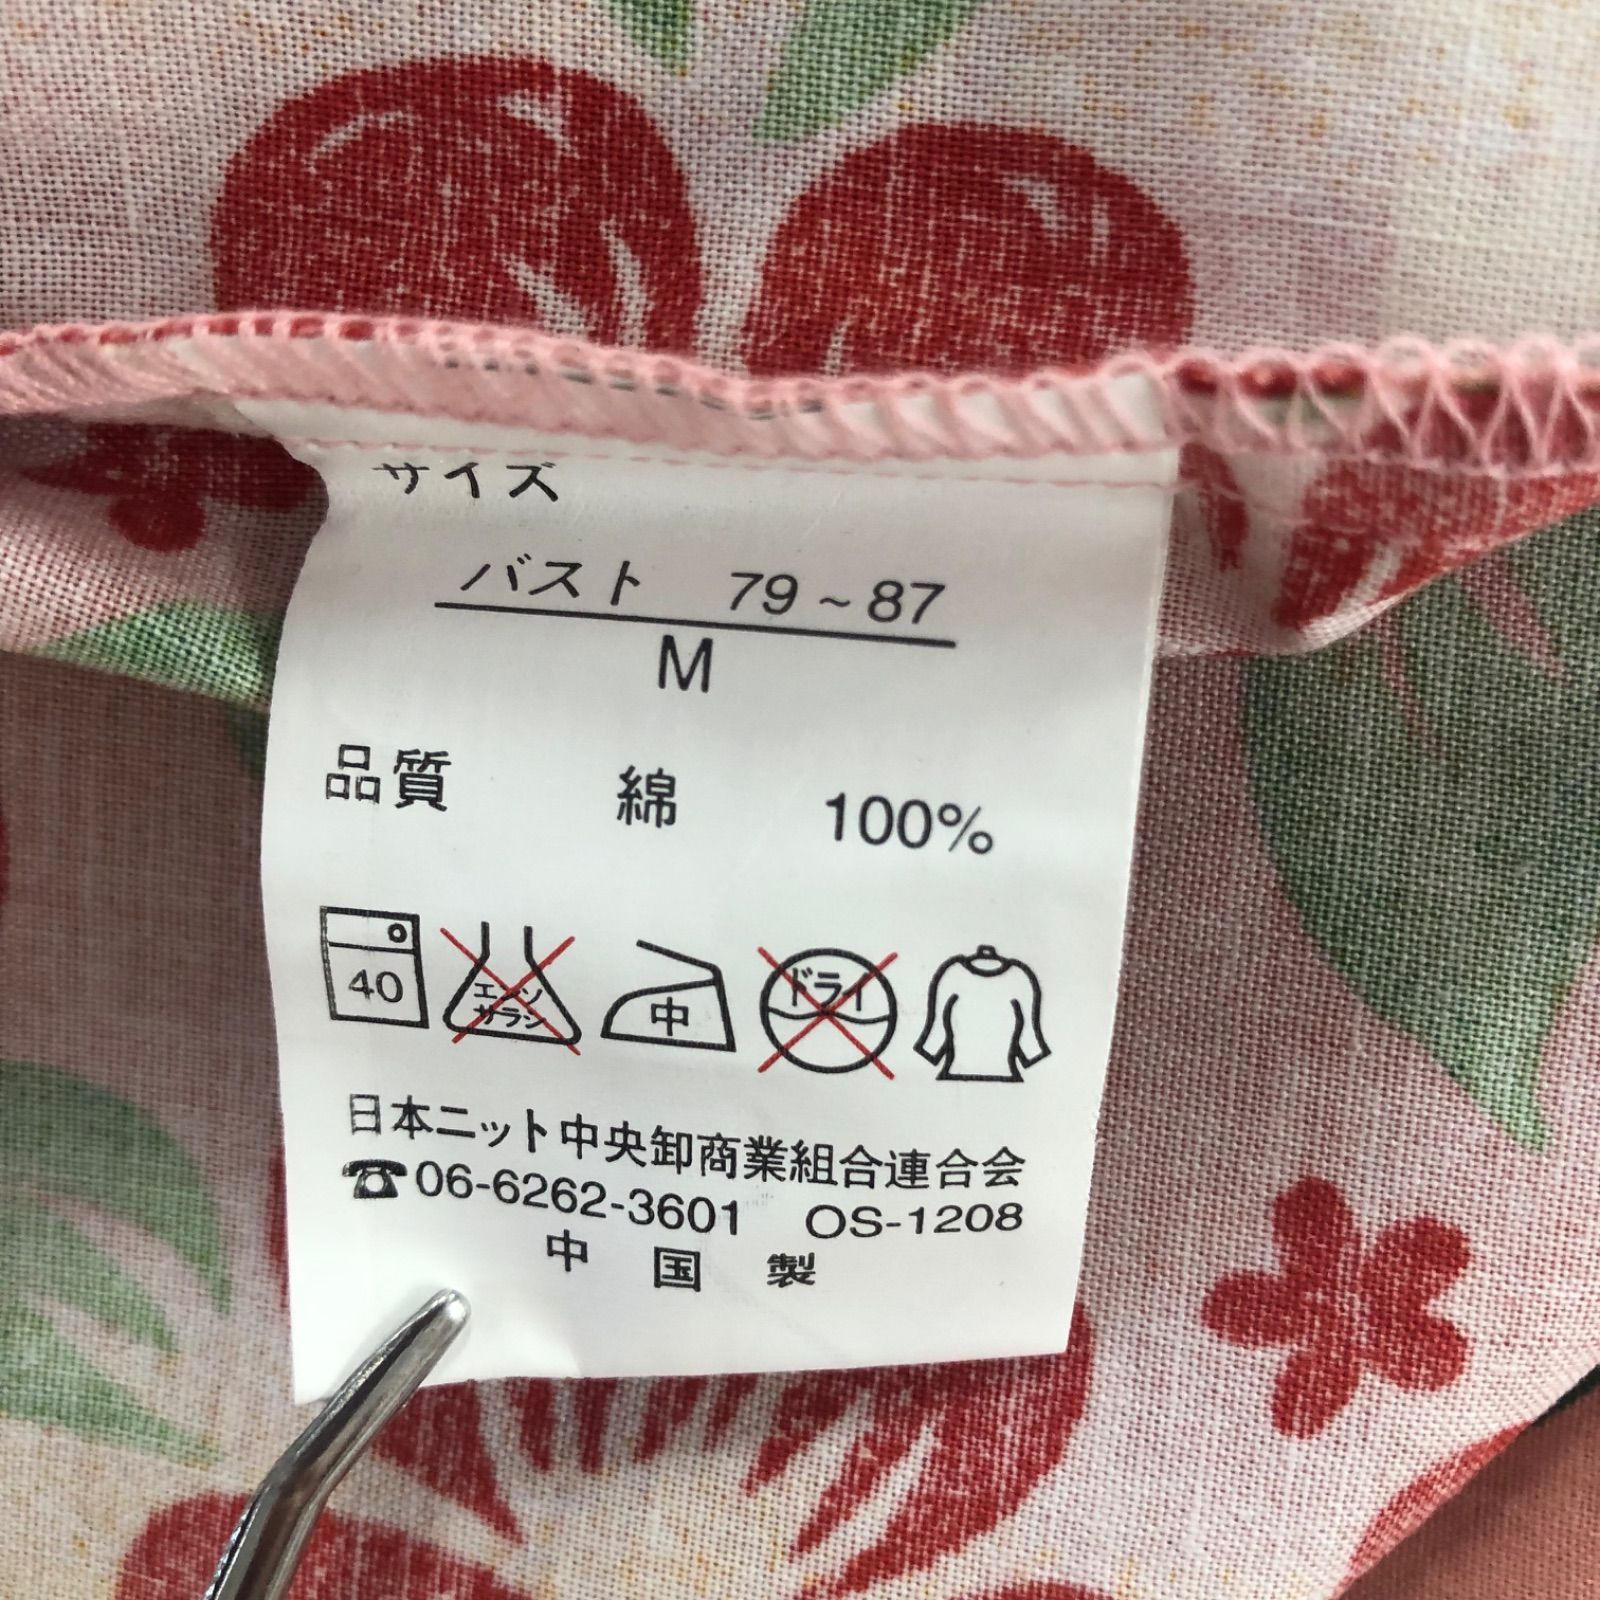 サイズ
バスト 79~87
M
品質 綿 100%
40 エンソ サラシ 中 ドライ
日本ニット中央卸商業組合連合会
☎06-6262-3601 OS-1208
中国製